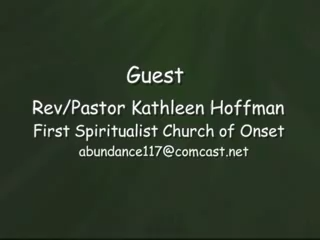 Guest
Rev/Pastor Kathleen Hoffman
First Spiritualist Church of Onset
abundance117@comcast.net